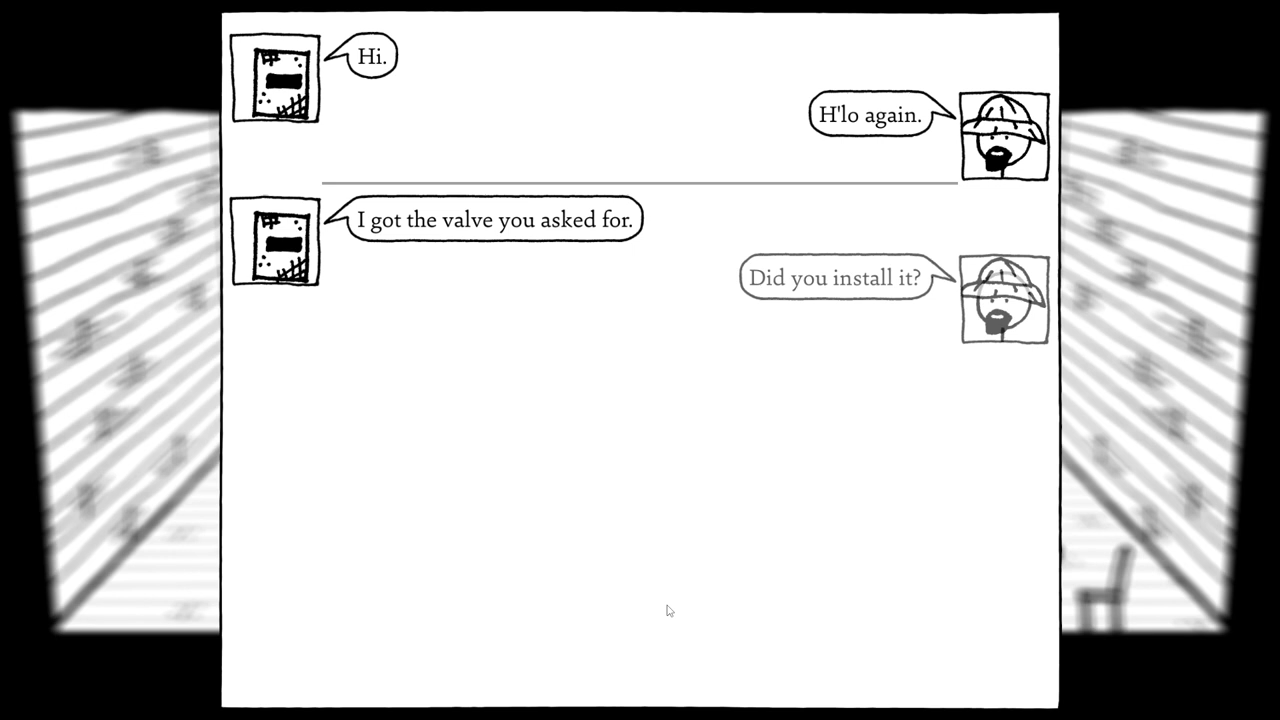 Hi.
H'lo again.
I got the valve you asked for.
Did you install it?